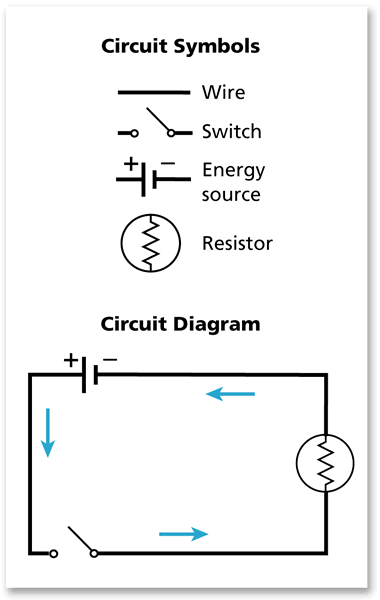 Circuit Symbols
Wire
Switch
+ −
Energy
source
Resistor
Circuit Diagram
+ −